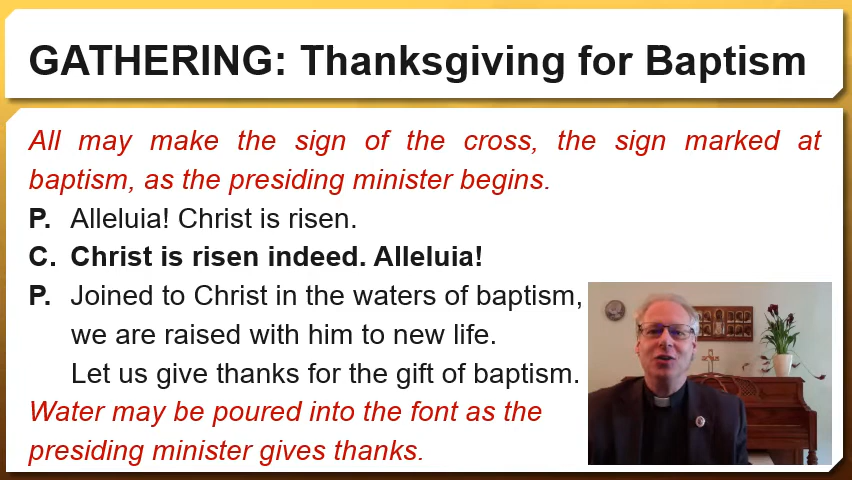 GATHERING: Thanksgiving for Baptism
All may make the sign of the cross, the sign marked at
baptism, as the presiding minister begins.
P. Alleluia! Christ is risen.
C. Christ is risen indeed. Alleluia!
P. Joined to Christ in the waters of baptism,
we are raised with him to new life.
Let us give thanks for the gift of baptism.
Water may be poured into the font as the
presiding minister gives thanks.